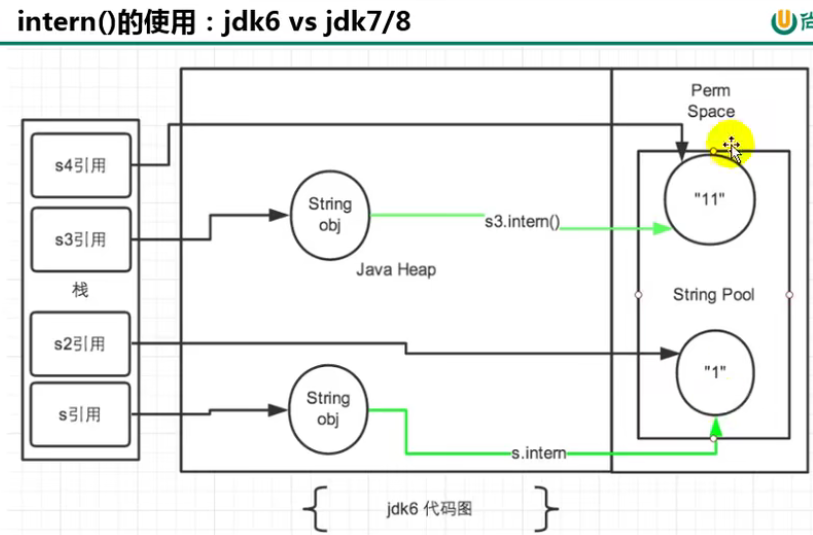 intern()的使用：jdk6 vs jdk7/8
尚
Perm
Space
s4引用
"11"
String
obj
s3.intern()
s3引用
Java Heap
栈
String Pool
s2引用
"1"
String
obj
s引用
s.intern
jdk6 代码图